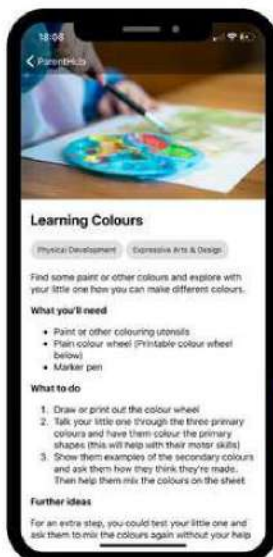 18:08
ParentHub
Learning Colours
Physical Development Expressive Arts & Design
Find some paint or other colours and explore with
your little one how you can make different colours.
What you'll need
• Paint or other colouring utensils
• Plain colour wheel (Printable colour wheel
below)
• Marker pen
What to do
1. Draw or print out the colour wheel
2. Talk your little one through the three primary
colours and have them colour the primary
shapes (this will help with their motor skills)
3. Show them examples of the secondary colours
and ask them how they think they're made.
Then help them mix the colours on the sheet
Further ideas
For an extra step, you could test your little one and
ask them to mix the colours again without your help